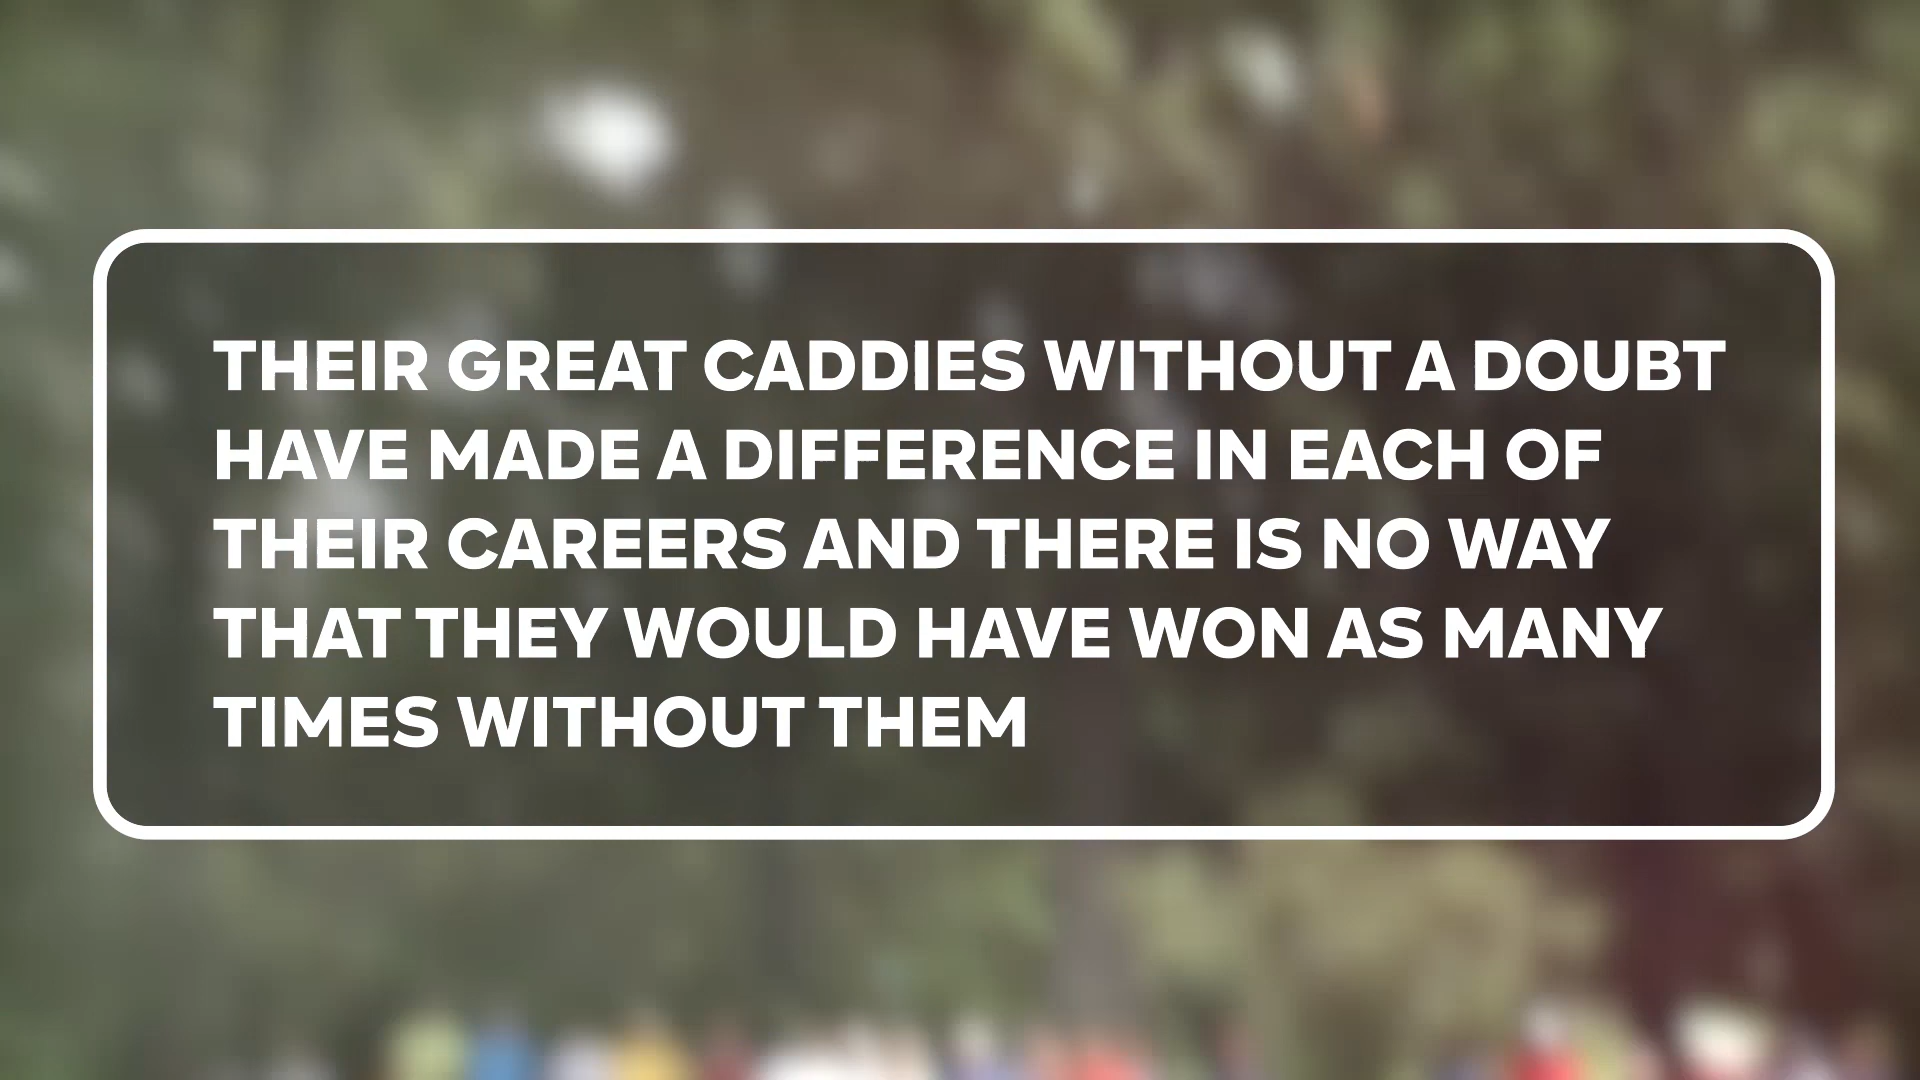 THEIR GREAT CADDIES WITHOUT A DOUBT
HAVE MADE A DIFFERENCE IN EACH OF
THEIR CAREERS AND THERE IS NO WAY
THAT THEY WOULD HAVE WON AS MANY
TIMES WITHOUT THEM